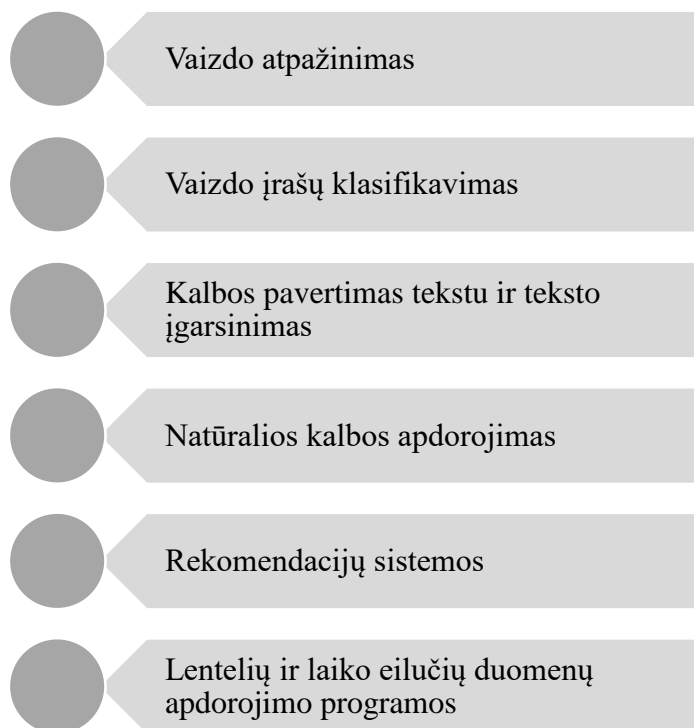 Vaizdo atpažinimas
Vaizdo įrašų klasifikavimas
Kalbos pavertimas tekstu ir teksto
įgarsinimas
Natūralios kalbos apdorojimas
Rekomendacijų sistemos
Lentelių ir laiko eilučių duomenų
apdorojimo programos